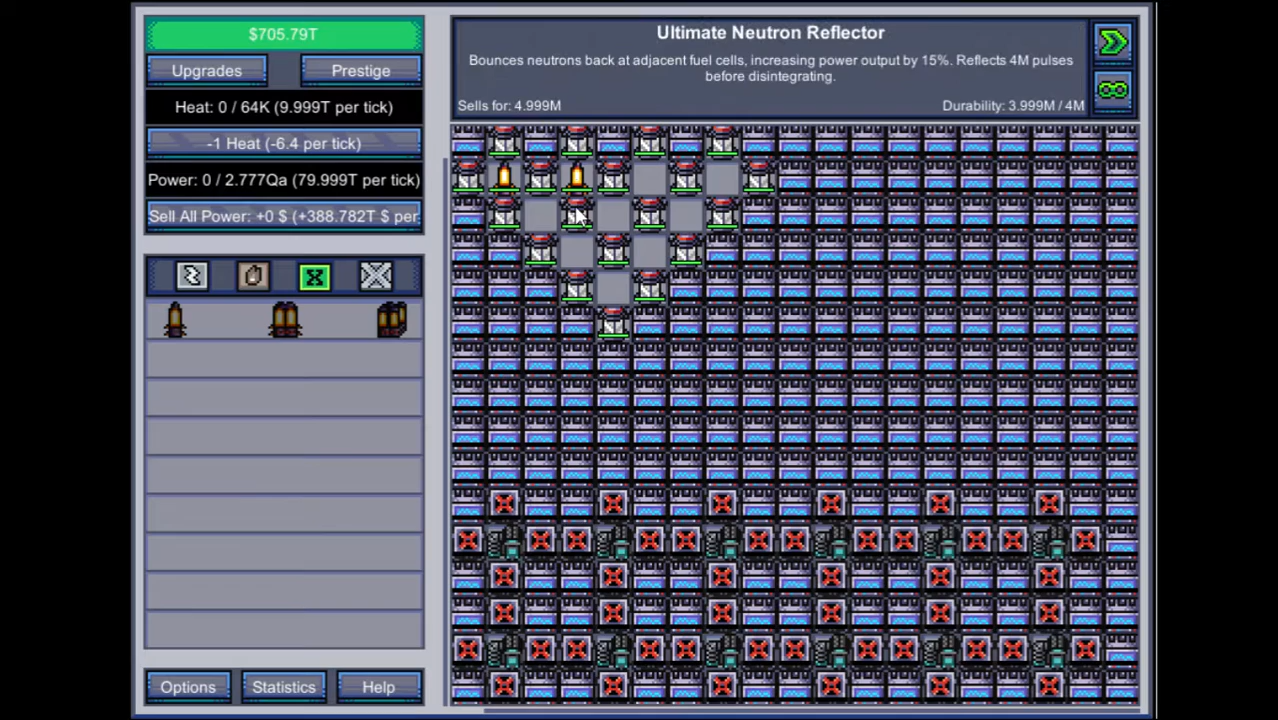 $705.79T
Upgrades
Prestige
Heat: 0 / 64K (9.999T per tick)
-1 Heat (-6.4 per tick)
Power: 0 / 2.777Qa (79.999T per tick)
Sell All Power: +0 $ (+388.782T $ per
Ultimate Neutron Reflector
Bounces neutrons back at adjacent fuel cells, increasing power output by 15%. Reflects 4M pulses
before disintegrating.
Sells for: 4.999M
Durability: 3.999M / 4M
Options
Statistics
Help